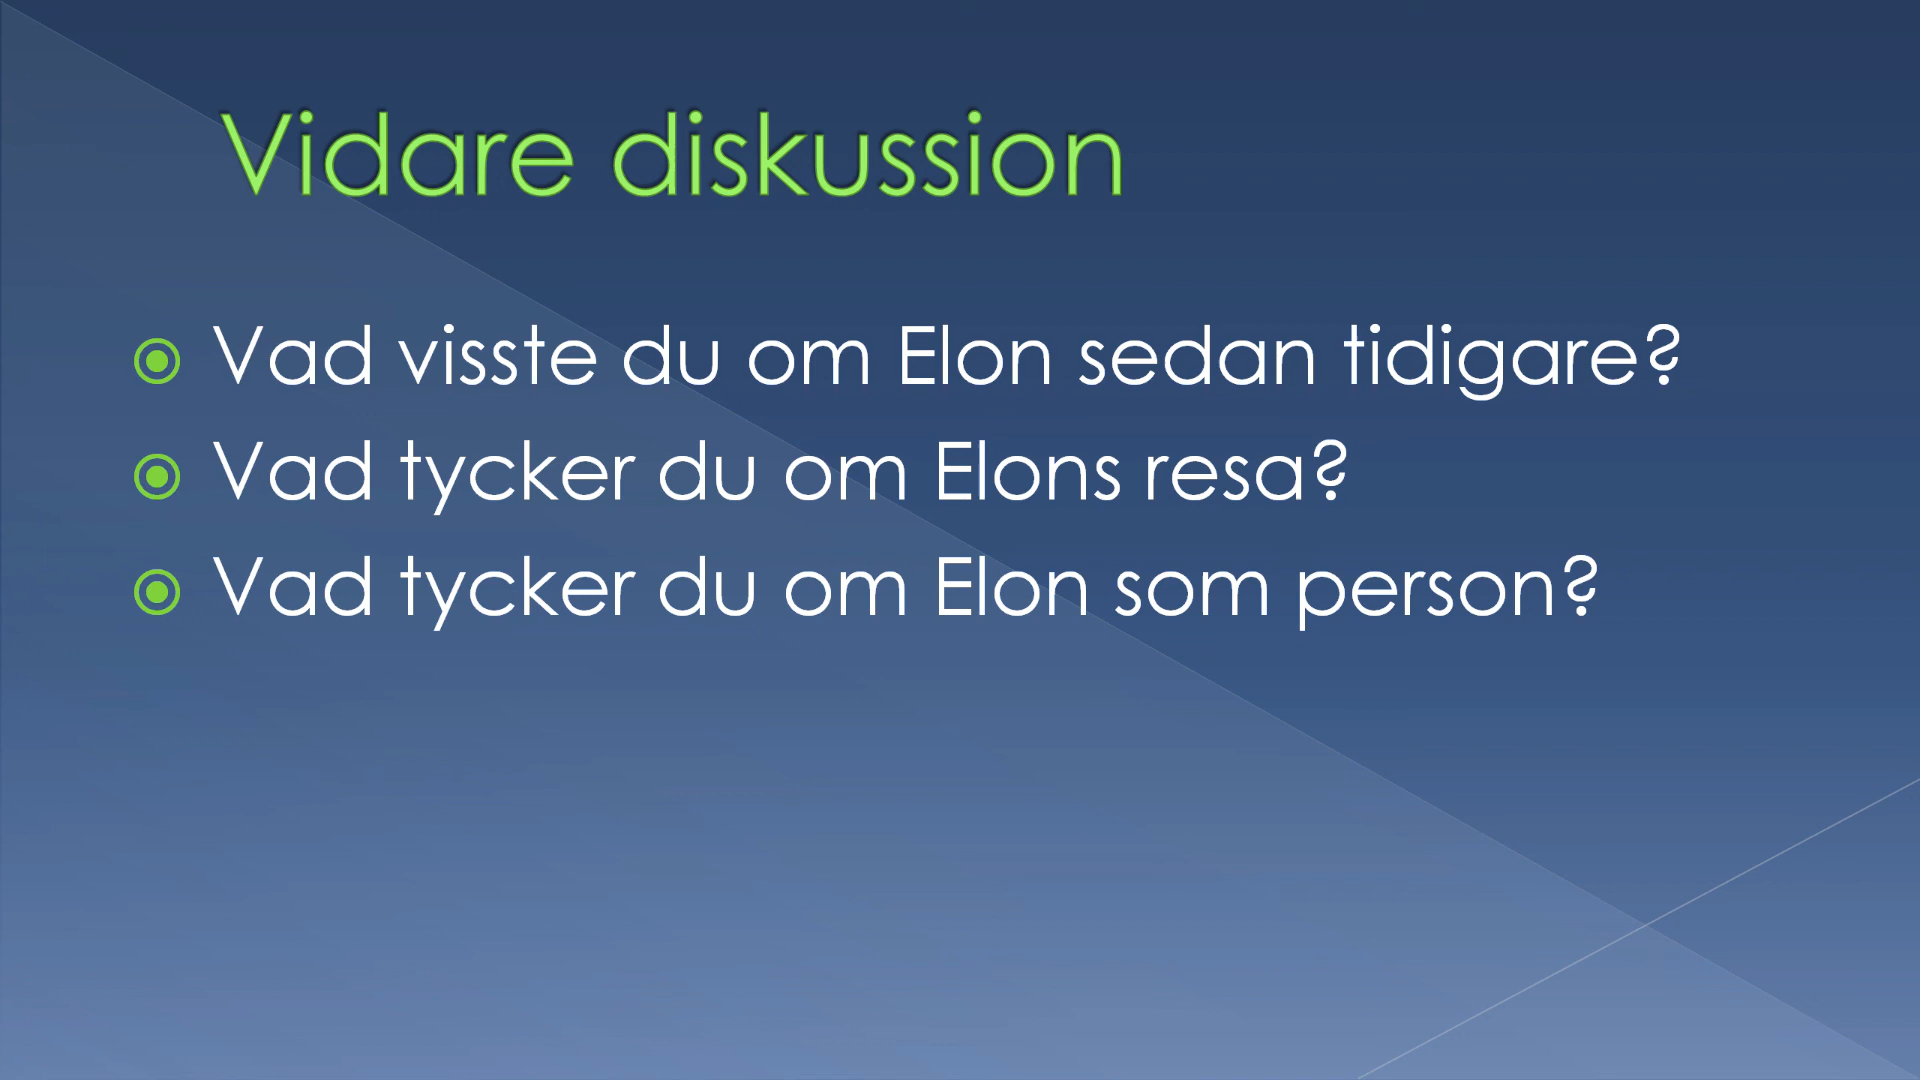 Vidare diskussion
Vad visste du om Elon sedan tidigare?
Vad tycker du om Elons resa?
Vad tycker du om Elon som person?